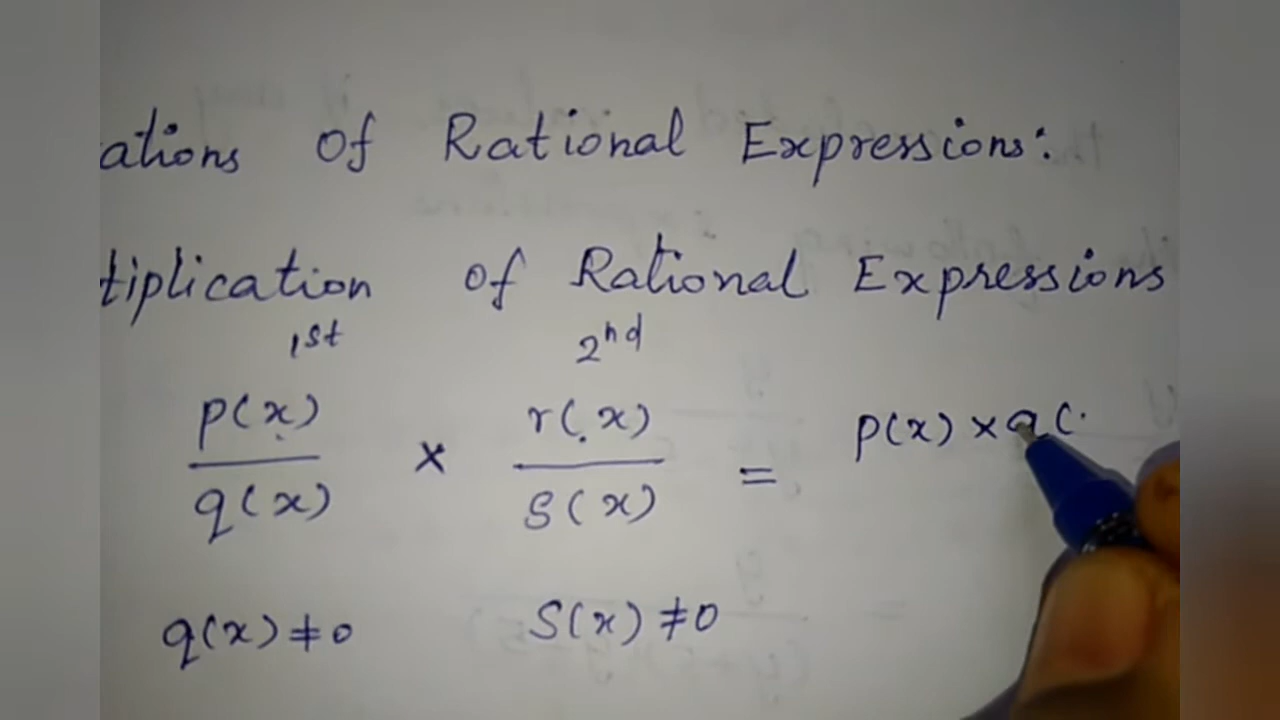 ations of Rational Expressions:
tiplication of Rational Expressions
1st 2nd
p(x) r(x)
× = p(x) × q(
q(x) s(x)
q(x) ≠ 0 S(x) ≠ 0